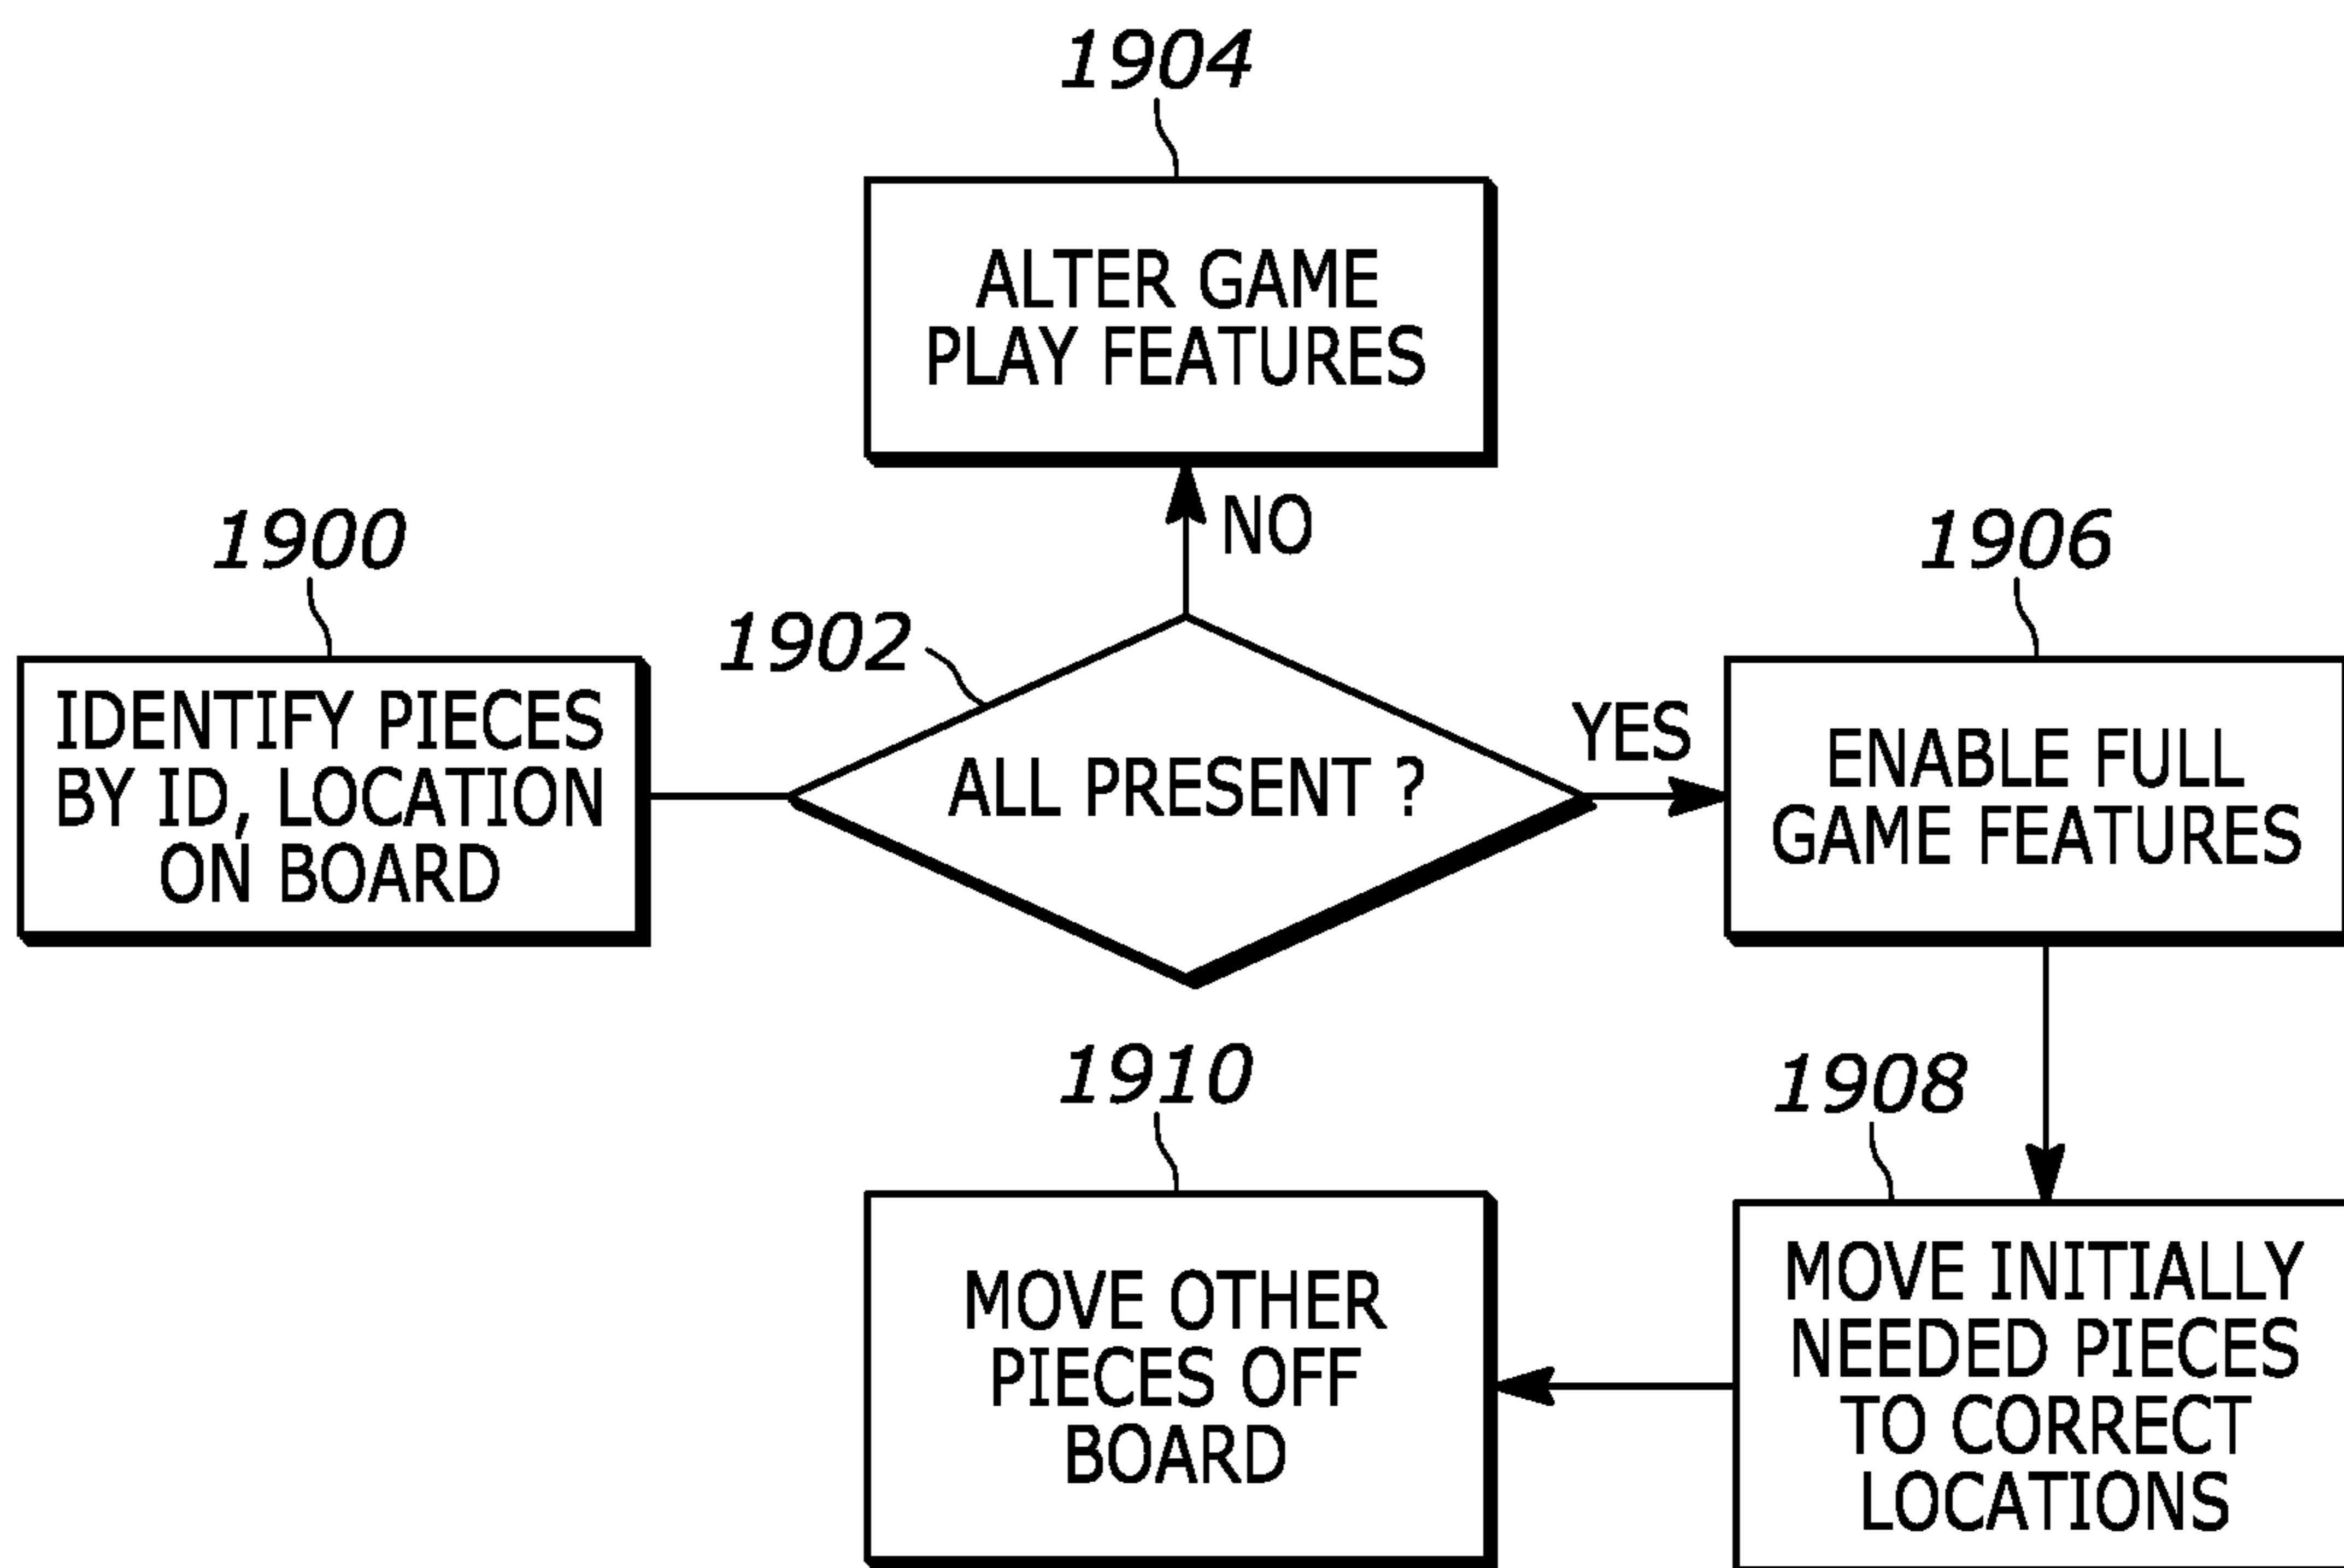 1904
ALTER GAME
PLAY FEATURES
NO
1900
IDENTIFY PIECES
BY ID, LOCATION
ON BOARD
1902
ALL PRESENT ?
YES
1906
ENABLE FULL
GAME FEATURES
1908
MOVE INITIALLY
NEEDED PIECES
TO CORRECT
LOCATIONS
1910
MOVE OTHER
PIECES OFF
BOARD